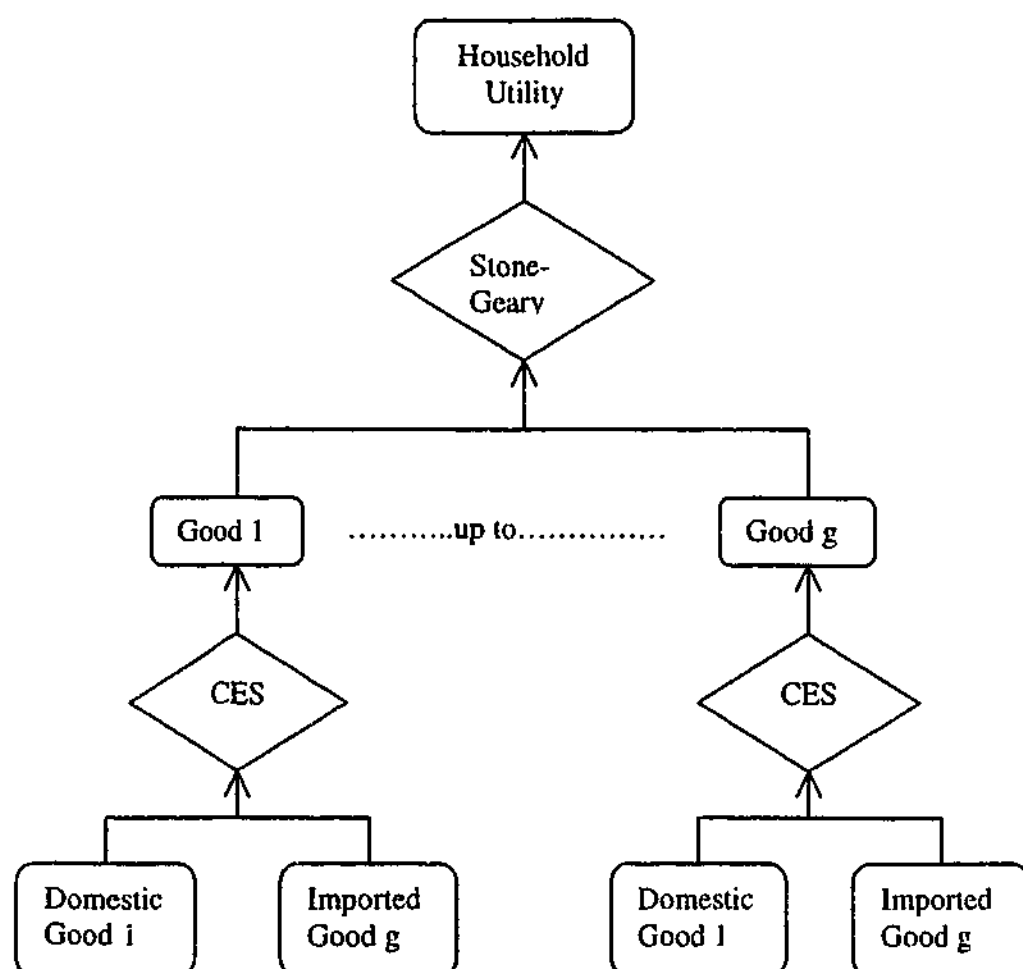 Household
Utility
Stone-
Geary
Good 1
...........up to...............
Good g
CES
CES
Domestic
Good 1
Imported
Good g
Domestic
Good 1
Imported
Good g